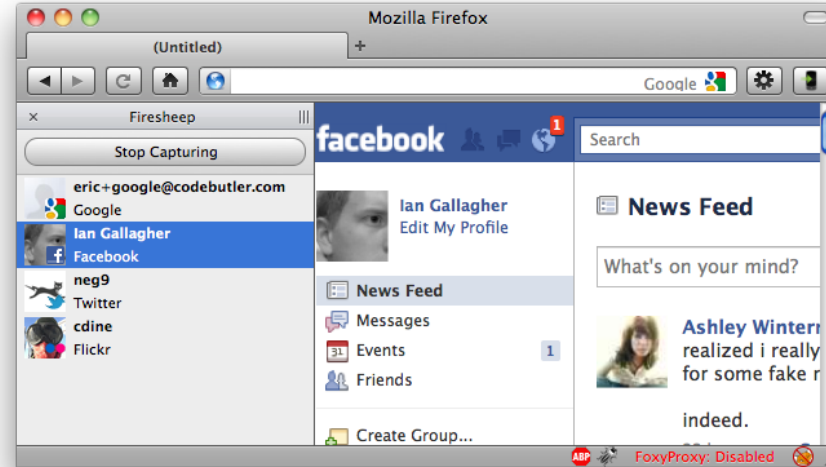 Mozilla Firefox
(Untitled)
+
Google
× Firesheep
Stop Capturing
eric+google@codebutler.com
Google
Ian Gallagher
Facebook
neg9
Twitter
cdine
Flickr
facebook
1
Search
Ian Gallagher
Edit My Profile
News Feed
Messages
31 Events 1
Friends
Create Group...
News Feed
What's on your mind?
Ashley Winterr
realized i really
for some fake r
indeed.
ABP FoxyProxy: Disabled